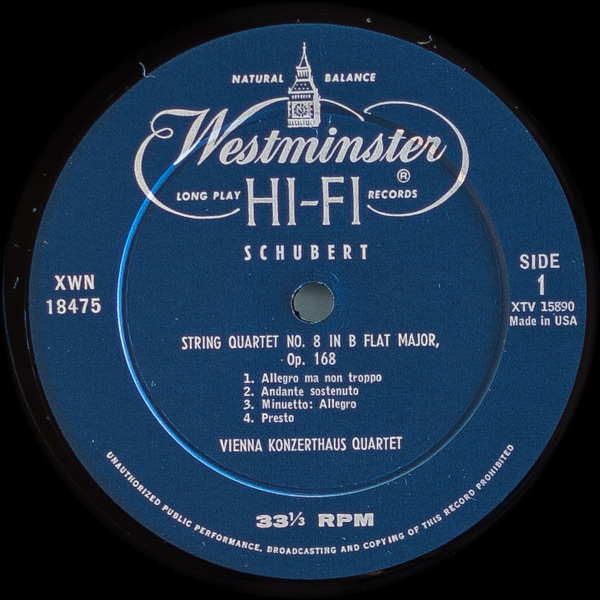 NATURAL BALANCE
Westminster ®
LONG PLAY HI-FI RECORDS
SCHUBERT
XWN
18475
SIDE
1
XTV 15890
Made in USA
STRING QUARTET NO. 8 IN B FLAT MAJOR,
Op. 168
1. Allegro ma non troppo
2. Andante sostenuto
3. Minuetto: Allegro
4. Presto
VIENNA KONZERTHAUS QUARTET
33⅓ RPM
UNAUTHORIZED PUBLIC PERFORMANCE, BROADCASTING AND COPYING OF THIS RECORD PROHIBITED